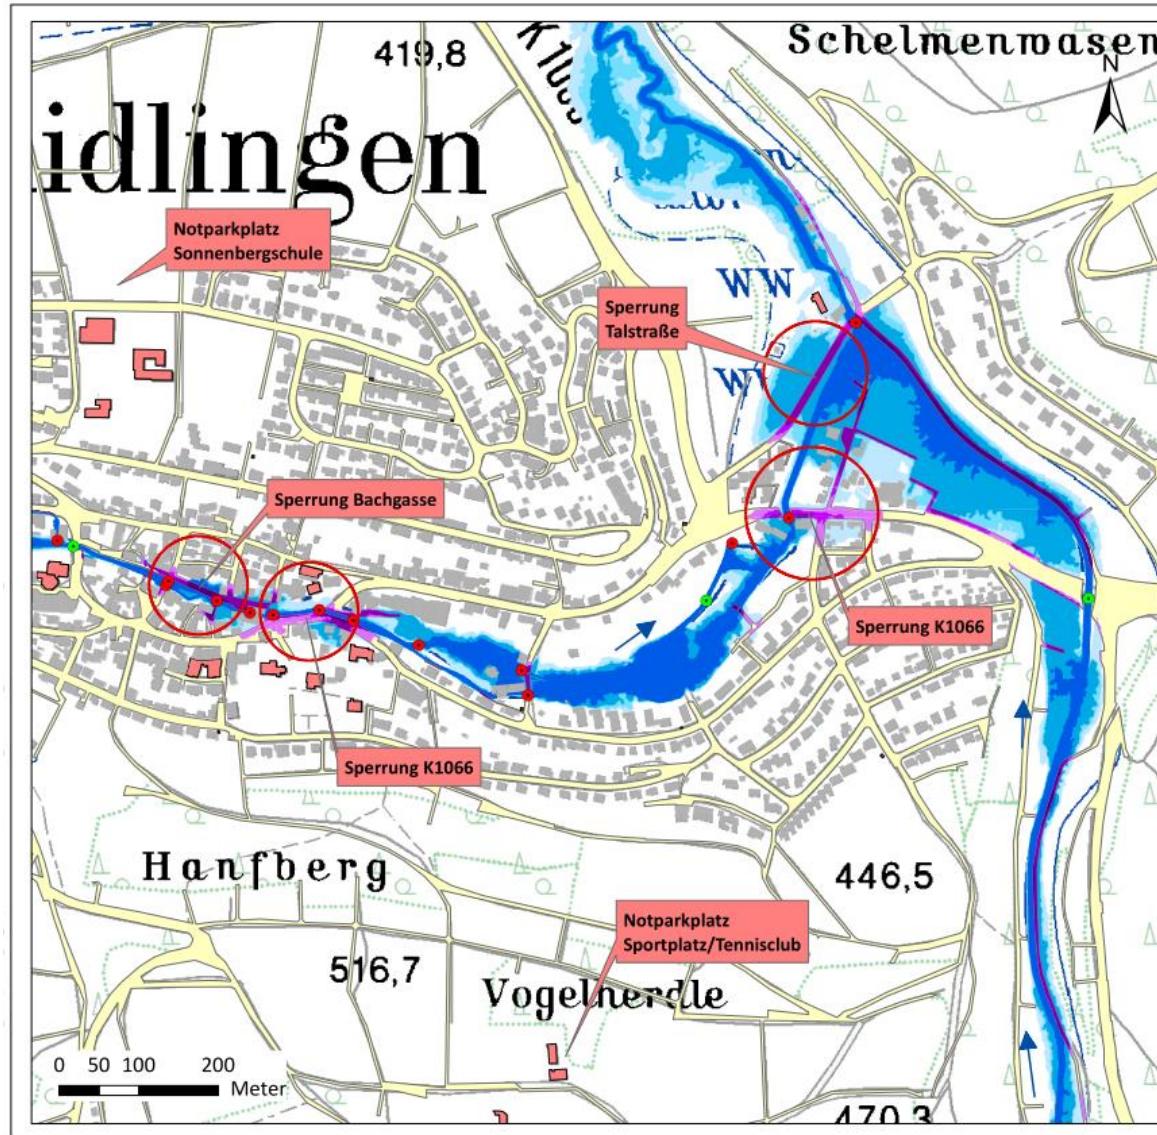 Schelmenwasen
419,8
N
idlingen
Notparkplatz
Sonnenbergschule
WW
Sperrung
Talstraße
Sperrung Bachgasse
Sperrung K1066
Sperrung K1066
Hanfberg
446,5
Notparkplatz
Sportplatz/Tennisclub
516,7
Vogelherdle
0 50 100 200
Meter
470,3